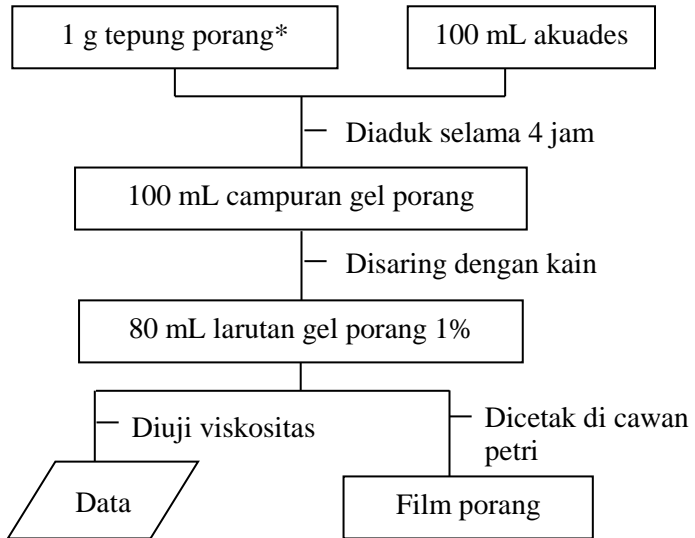 1 g tepung porang*
100 mL akuades
Diaduk selama 4 jam
100 mL campuran gel porang
Disaring dengan kain
80 mL larutan gel porang 1%
Diuji viskositas
Dicetak di cawan
petri
Data
Film porang